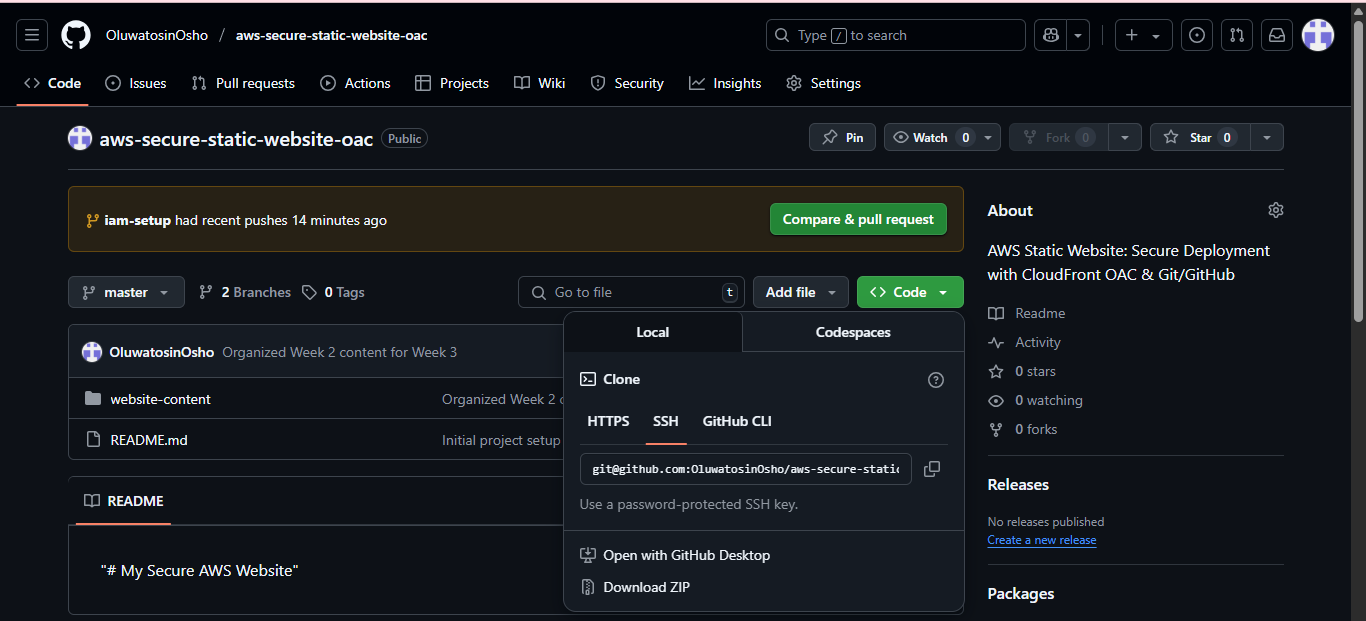 OluwatosinOsho / aws-secure-static-website-oac
Type / to search
Code Issues Pull requests Actions Projects Wiki Security Insights Settings
aws-secure-static-website-oac Public
Pin Watch 0 Fork 0 Star 0
iam-setup had recent pushes 14 minutes ago
Compare & pull request
master 2 Branches 0 Tags
Go to file t
Add file
Code
Local Codespaces
Clone
HTTPS SSH GitHub CLI
git@github.com:OluwatosinOsho/aws-secure-static
Use a password-protected SSH key.
Open with GitHub Desktop
Download ZIP
OluwatosinOsho Organized Week 2 content for Week 3
website-content Organized Week 2 c
README.md Initial project setup
README
"# My Secure AWS Website"
About
AWS Static Website: Secure Deployment
with CloudFront OAC & Git/GitHub
Readme
Activity
0 stars
0 watching
0 forks
Releases
No releases published
Create a new release
Packages